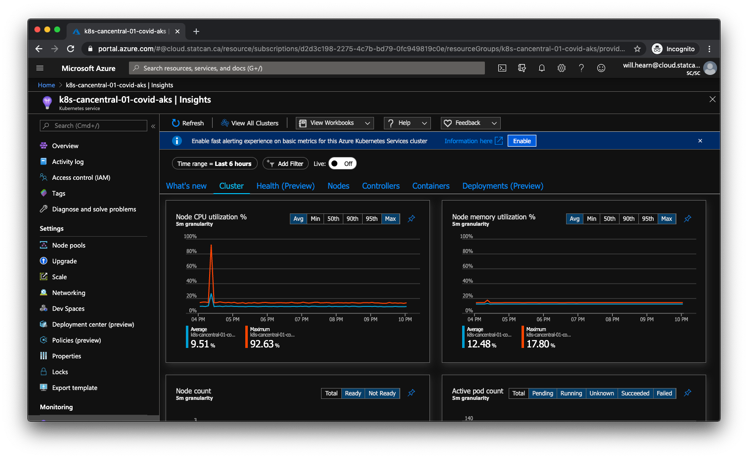 k8s-cancentral-01-covid-aks | In
portal.azure.com/#@cloud.statcan.ca/resource/subscriptions/d2d3c198-2275-4c7b-bd79-0fc949819c0e/resourceGroups/k8s-cancentral-01-covid-aks/provid...
Incognito
Microsoft Azure
Search resources, services, and docs (G+/)
will.hearn@cloud.statca...
SC/SC
Home > k8s-cancentral-01-covid-aks | Insights
k8s-cancentral-01-covid-aks | Insights
Kubernetes service
Search (Cmd+/)
Overview
Activity log
Access control (IAM)
Tags
Diagnose and solve problems
Settings
Node pools
Upgrade
Scale
Networking
Dev Spaces
Deployment center (preview)
Policies (preview)
Properties
Locks
Export template
Monitoring
Refresh View All Clusters View Workbooks Help Feedback
Enable fast alerting experience on basic metrics for this Azure Kubernetes Services cluster Information here Enable
Time range = Last 6 hours Add Filter Live: Off
What's new Cluster Health (Preview) Nodes Controllers Containers Deployments (Preview)
Node CPU utilization %
5m granularity
Avg Min 50th 90th 95th Max
100%
80%
60%
40%
20%
0%
04 PM 05 PM 06 PM 07 PM 08 PM 09 PM 10 PM
Average
k8s-cancentral-01-co...
9.51 %
Maximum
k8s-cancentral-01-co...
92.63 %
Node memory utilization %
5m granularity
Avg Min 50th 90th 95th Max
100%
80%
60%
40%
20%
0%
04 PM 05 PM 06 PM 07 PM 08 PM 09 PM 10 PM
Average
k8s-cancentral-01-co...
12.48 %
Maximum
k8s-cancentral-01-co...
17.80 %
Node count
5m granularity
Total Ready Not Ready
3
Active pod count
5m granularity
Total Pending Running Unknown Succeeded Failed
140